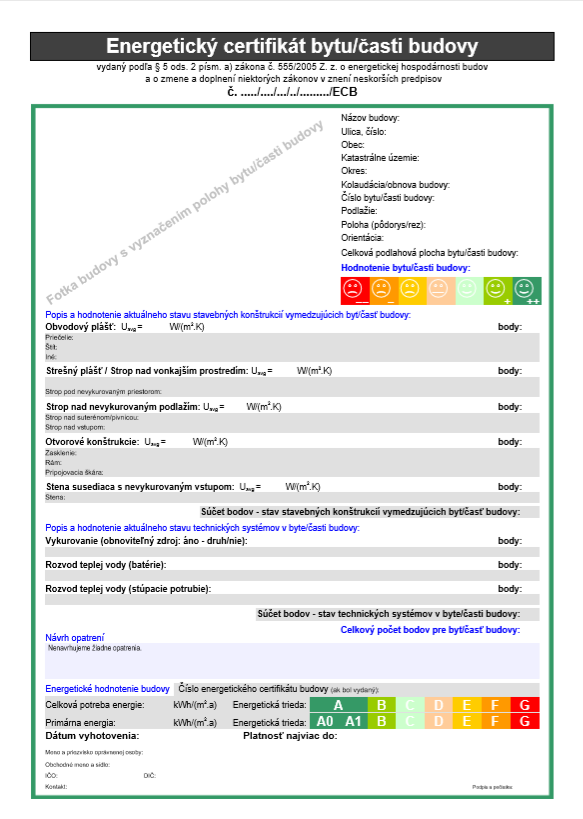 Energetický certifikát bytu/časti budovy
vydaný podľa § 5 ods. 2 písm. a) zákona č. 555/2005 Z. z. o energetickej hospodárnosti budov
a o zmene a doplnení niektorých zákonov v znení neskorších predpisov
č. ...../..../.../../........./ECB
Fotka budovy s vyznačením polohy bytu/časti budovy
Názov budovy:
Ulica, číslo:
Obec:
Katastrálne územie:
Okres:
Kolaudácia/obnova budovy:
Číslo bytu/časti budovy:
Podlažie:
Poloha (pôdorys/rez):
Orientácia:
Celková podlahová plocha bytu/časti budovy:
Hodnotenie bytu/časti budovy:
-- - + ++
Popis a hodnotenie aktuálneho stavu stavebných konštrukcií vymedzujúcich byt/časť budovy:
Obvodový plášť: Uavg = W/(m².K) body:
Priečelie:
Štít:
Iné:
Strešný plášť / Strop nad vonkajším prostredím: Uavg = W/(m².K) body:
Strop pod nevykurovaným priestorom:
Strop nad nevykurovaným podlažím: Uavg = W/(m².K) body:
Strop nad suterénom/pivnicou:
Strop nad vstupom:
Otvorové konštrukcie: Uavg = W/(m².K) body:
Zasklenie:
Rám:
Pripojovacia škára:
Stena susediaca s nevykurovaným vstupom: Uavg = W/(m².K) body:
Stena:
Súčet bodov - stav stavebných konštrukcií vymedzujúcich byt/časť budovy:
Popis a hodnotenie aktuálneho stavu technických systémov v byte/časti budovy:
Vykurovanie (obnoviteľný zdroj: áno - druh/nie): body:
Rozvod teplej vody (batérie): body:
Rozvod teplej vody (stúpacie potrubie): body:
Súčet bodov - stav technických systémov v byte/časti budovy:
Celkový počet bodov pre byt/časť budovy:
Návrh opatrení
Nenavrhujeme žiadne opatrenia.
Energetické hodnotenie budovy Číslo energetického certifikátu budovy (ak bol vydaný):
Celková potreba energie: kWh/(m².a) Energetická trieda: A B C D E F G
Primárna energia: kWh/(m².a) Energetická trieda: A0 A1 B C D E F G
Dátum vyhotovenia: Platnosť najviac do:
Meno a priezvisko oprávnenej osoby:
Obchodné meno a sídlo:
IČO: DIČ:
Kontakt: Podpis a pečiatka